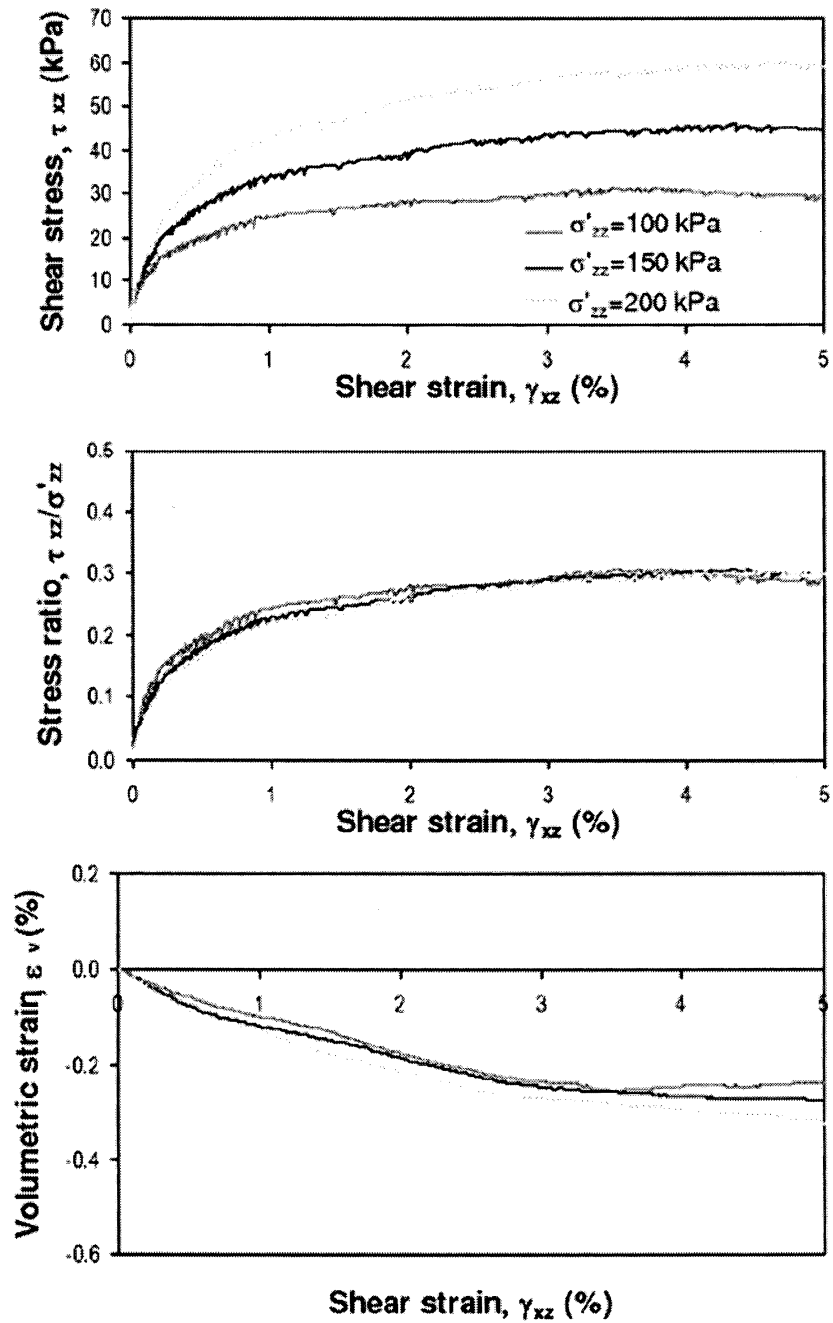 70
60
50
40
30
20
10
0
Shear stress, τ xz (kPa)
σ'zz=100 kPa
σ'zz=150 kPa
σ'zz=200 kPa
0 1 2 3 4 5
Shear strain, γxz (%)
0.5
0.4
0.3
0.2
0.1
0.0
Stress ratio, τ xz/σ'zz
0 1 2 3 4 5
Shear strain, γxz (%)
0.2
0.0
-0.2
-0.4
-0.6
Volumetric strain, ε v (%)
0 1 2 3 4 5
Shear strain, γxz (%)